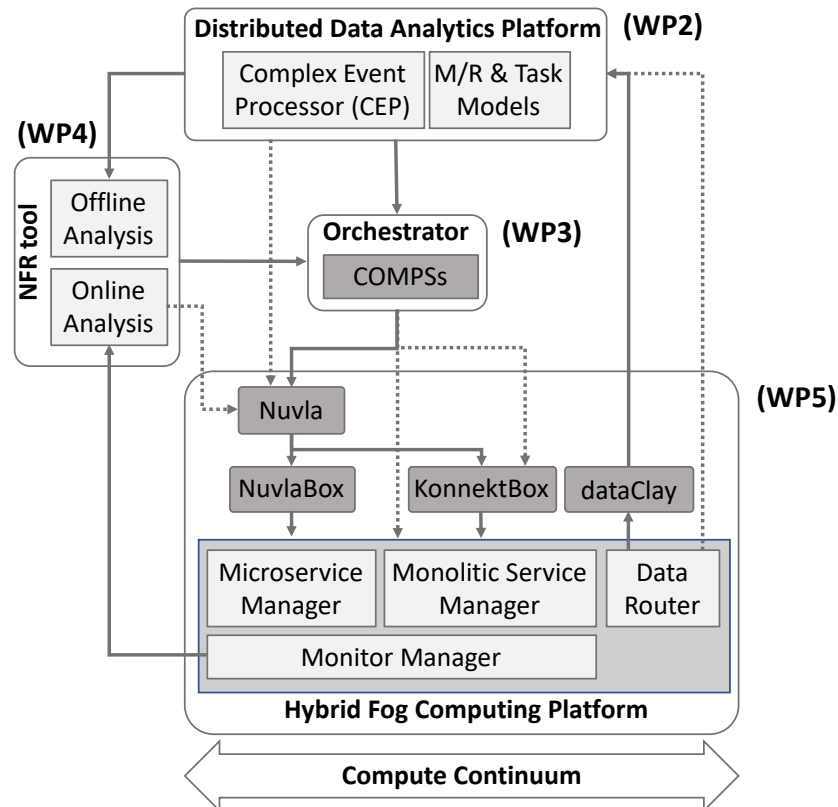 Distributed Data Analytics Platform
(WP2)
Complex Event
Processor (CEP)
M/R & Task
Models
(WP4)
NFR tool
Offline
Analysis
Online
Analysis
Orchestrator
(WP3)
COMPSs
(WP5)
Nuvla
NuvlaBox
KonnektBox
dataClay
Microservice
Manager
Monolitic Service
Manager
Data
Router
Monitor Manager
Hybrid Fog Computing Platform
Compute Continuum